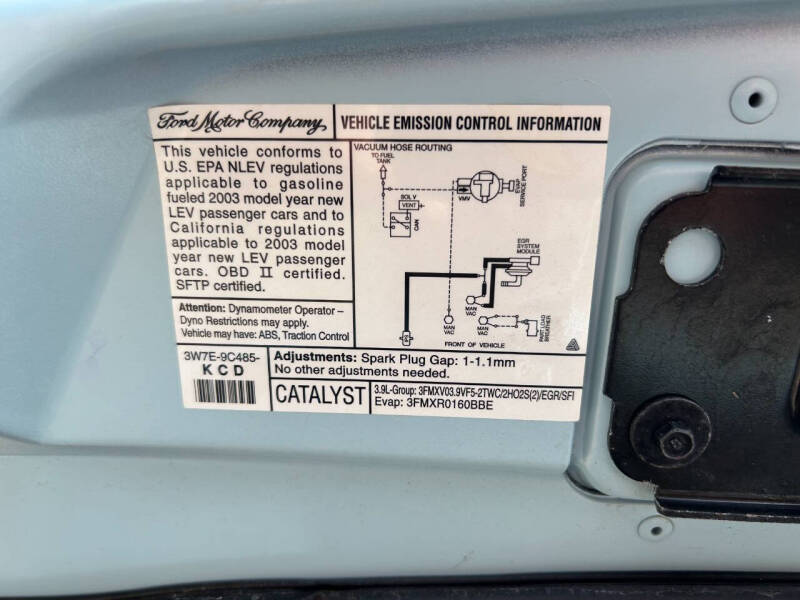 Ford Motor Company
VEHICLE EMISSION CONTROL INFORMATION
This vehicle conforms to
U.S. EPA NLEV regulations
applicable to gasoline
fueled 2003 model year new
LEV passenger cars and to
California regulations
applicable to 2003 model
year new LEV passenger
cars. OBD II certified.
SFTP certified.
Attention: Dynamometer Operator –
Dyno Restrictions may apply.
Vehicle may have: ABS, Traction Control
3W7E-9C485-
KCD
VACUUM HOSE ROUTING
TO FUEL
TANK
SOL V
VENT
CAN
VMV
EVAP
SERVICE PORT
EGR
SYSTEM
MODULE
MAN
VAC
MAN
VAC
MAN
VAC
PART LOAD
BREATHER
FRONT OF VEHICLE
Adjustments: Spark Plug Gap: 1-1.1mm
No other adjustments needed.
CATALYST
3.9L-Group: 3FMXV03.9VF5-2TWC/2HO2S(2)/EGR/SFI
Evap: 3FMXR0160BBE